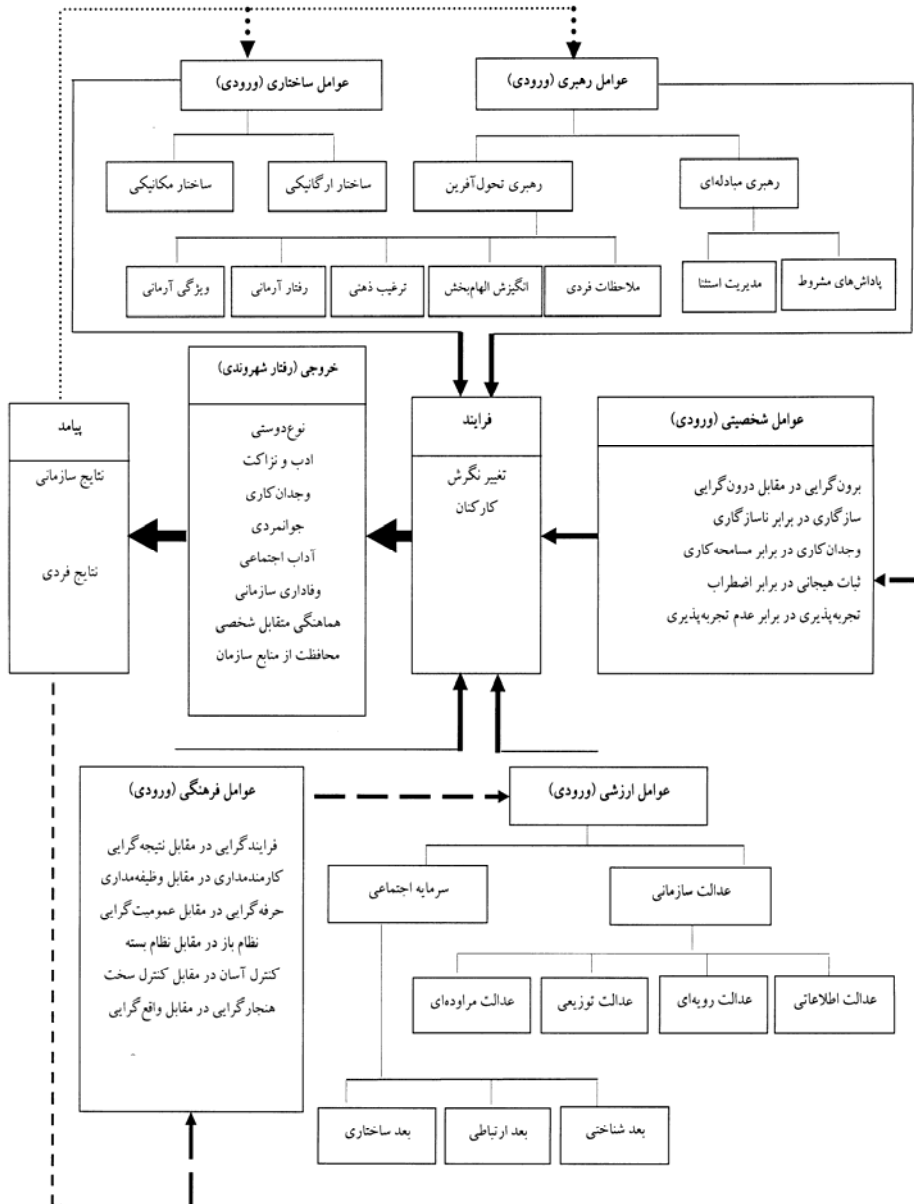 عوامل رهبری (ورودی)
عوامل ساختاری (ورودی)
رهبری مبادله‌ای
رهبری تحول‌آفرین
ساختار ارگانیکی
ساختار مکانیکی
پاداش‌های مشروط
مدیریت استثنا
ملاحظات فردی
انگیزش الهام‌بخش
ترغیب ذهنی
رفتار آرمانی
ویژگی آرمانی
عوامل شخصیتی (ورودی)
برون‌گرایی در مقابل درون‌گرایی
سازگاری در برابر ناسازگاری
وجدان‌کاری در برابر مسامحه‌کاری
ثبات هیجانی در برابر اضطراب
تجربه‌پذیری در برابر عدم تجربه‌پذیری
فرایند
تغییر نگرش
کارکنان
خروجی (رفتار شهروندی)
نوع‌دوستی
ادب و نزاکت
وجدان‌کاری
جوانمردی
آداب اجتماعی
وفاداری سازمانی
هماهنگی متقابل شخصی
محافظت از منابع سازمان
پیامد
نتایج سازمانی
نتایج فردی
عوامل ارزشی (ورودی)
عوامل فرهنگی (ورودی)
فرایندگرایی در مقابل نتیجه‌گرایی
کارمندمداری در مقابل وظیفه‌مداری
حرفه‌گرایی در مقابل عمومیت‌گرایی
نظام باز در مقابل نظام بسته
کنترل آسان در مقابل کنترل سخت
هنجارگرایی در مقابل واقع‌گرایی
عدالت سازمانی
سرمایه اجتماعی
عدالت اطلاعاتی
عدالت رویه‌ای
عدالت توزیعی
عدالت مراوده‌ای
بعد شناختی
بعد ارتباطی
بعد ساختاری